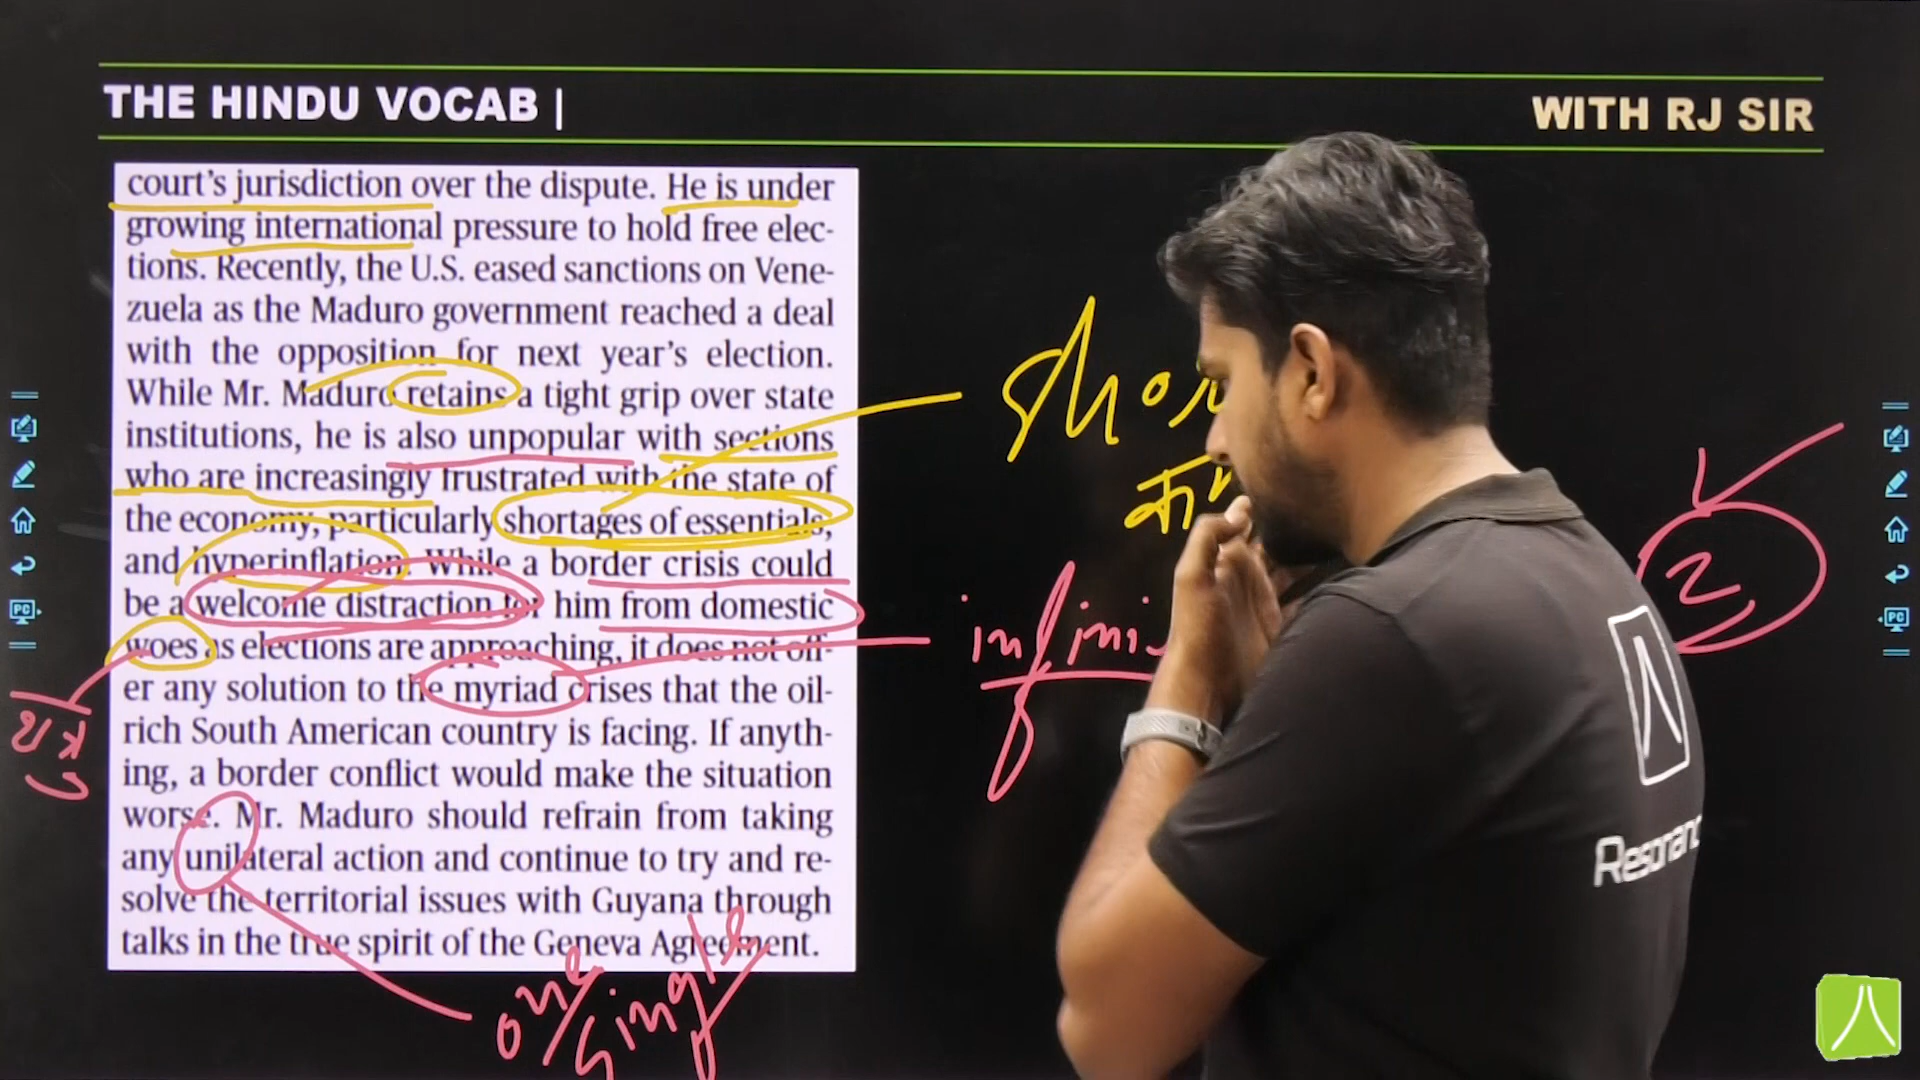 THE HINDU VOCAB |
WITH RJ SIR
court's jurisdiction over the dispute. He is under
growing international pressure to hold free elec-
tions. Recently, the U.S. eased sanctions on Vene-
zuela as the Maduro government reached a deal
with the opposition for next year's election.
While Mr. Maduro retains a tight grip over state
institutions, he is also unpopular with sections
who are increasingly frustrated with the state of
the economy, particularly shortages of essentials,
and hyperinflation. While a border crisis could
be a welcome distraction for him from domestic
woes as elections are approaching, it does not off-
er any solution to the myriad crises that the oil-
rich South American country is facing. If anyth-
ing, a border conflict would make the situation
worse. Mr. Maduro should refrain from taking
any unilateral action and continue to try and re-
solve the territorial issues with Guyana through
talks in the true spirit of the Geneva Agreement.
2
one/single
PC
PC